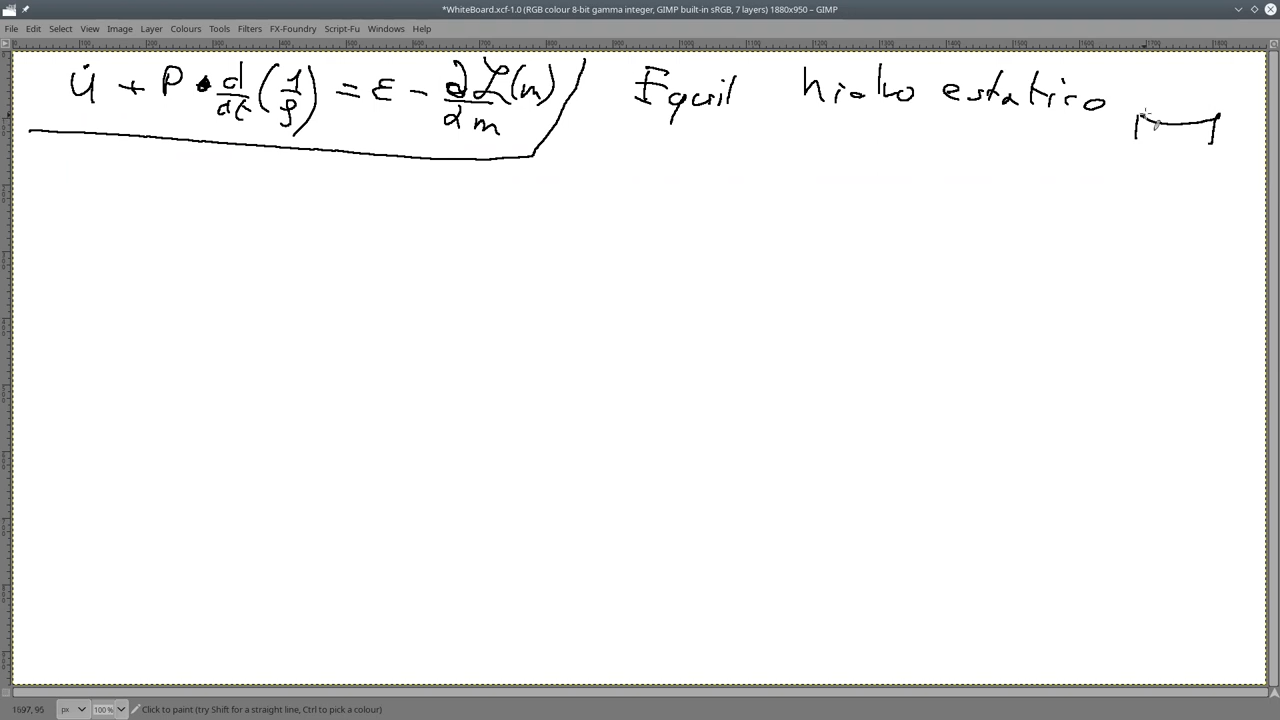 *WhiteBoard.xcf-1.0 (RGB colour 8-bit gamma integer, GIMP built-in sRGB, 7 layers) 1880x950 – GIMP
File Edit Select View Image Layer Colours Tools Filters FX-Foundry Script-Fu Windows Help
u̇ + P · d/dt (1/ρ) = ε - ∂ℒ(m)/∂m Equil hidro estatico
1697, 95 px 100% Click to paint (try Shift for a straight line, Ctrl to pick a colour)